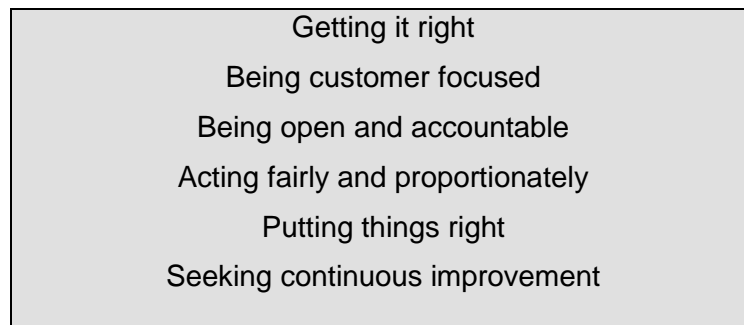 Getting it right
Being customer focused
Being open and accountable
Acting fairly and proportionately
Putting things right
Seeking continuous improvement